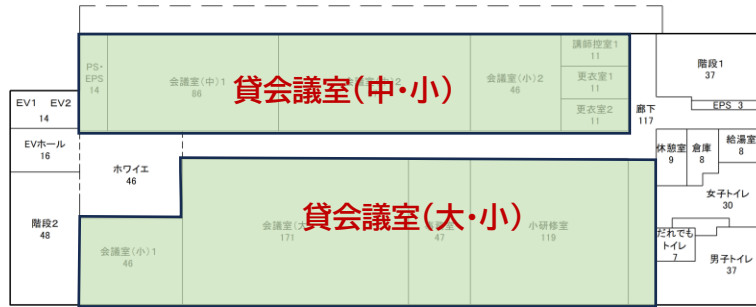 PS・
EPS
14
会議室(中)1
86
会議室(小)2
46
講師控室1
11
更衣室1
11
更衣室2
11
貸会議室(中・小)
階段1
37
EPS 3
廊下
117
EV1 EV2
14
EVホール
16
ホワイエ
46
階段2
48
休憩室
9
倉庫
8
給湯室
8
女子トイレ
30
だれでも
トイレ
7
男子トイレ
37
会議室(小)1
46
会議室(大
171
47
小研修室
119
貸会議室(大・小)